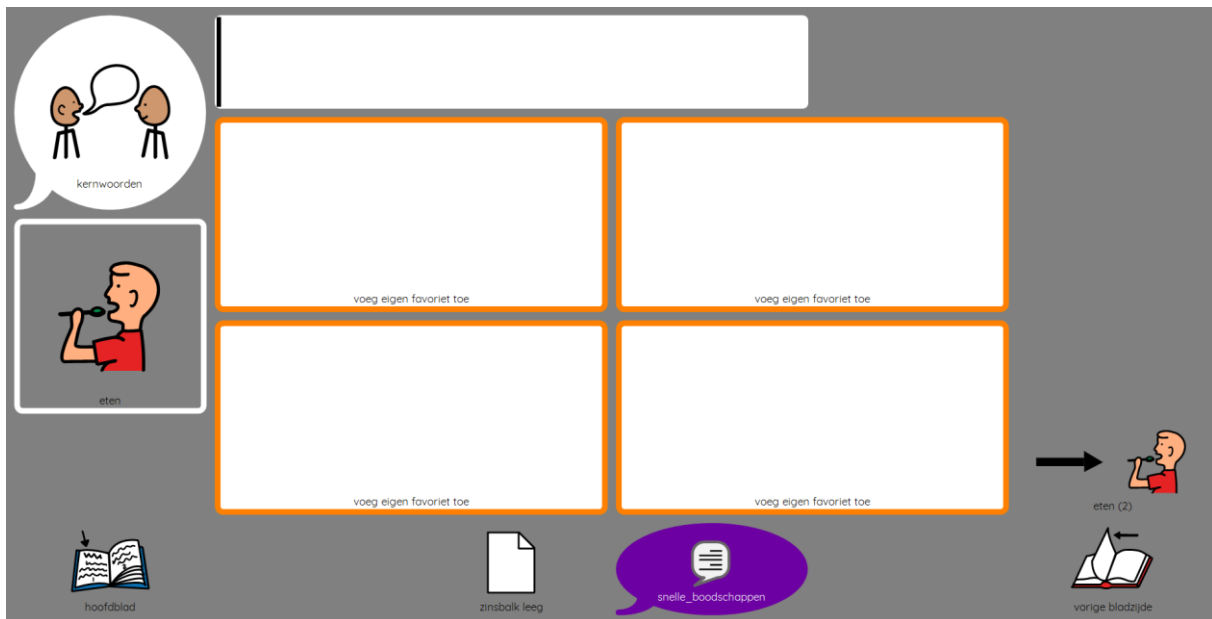 kernwoorden
eten
voeg eigen favoriet toe
voeg eigen favoriet toe
voeg eigen favoriet toe
voeg eigen favoriet toe
eten (2)
hoofdblad
zinsbalk leeg
snelle_boodschappen
vorige bladzijde